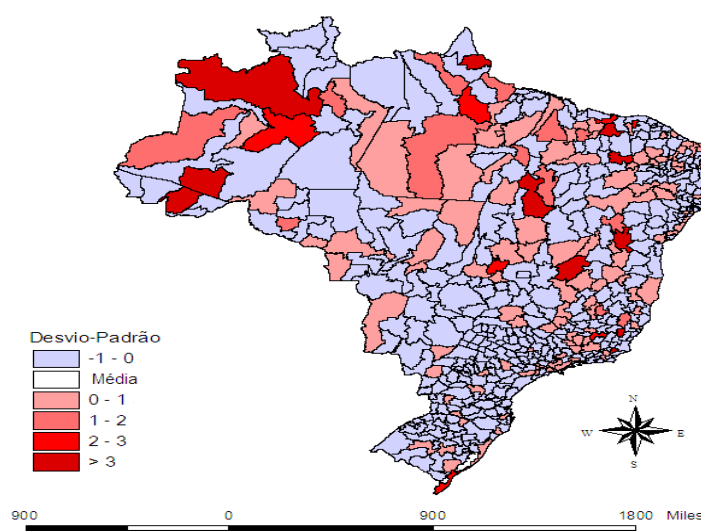 Desvio-Padrão
-1 - 0
Média
0 - 1
1 - 2
2 - 3
> 3
N
W E
S
900 0 900 1800 Miles